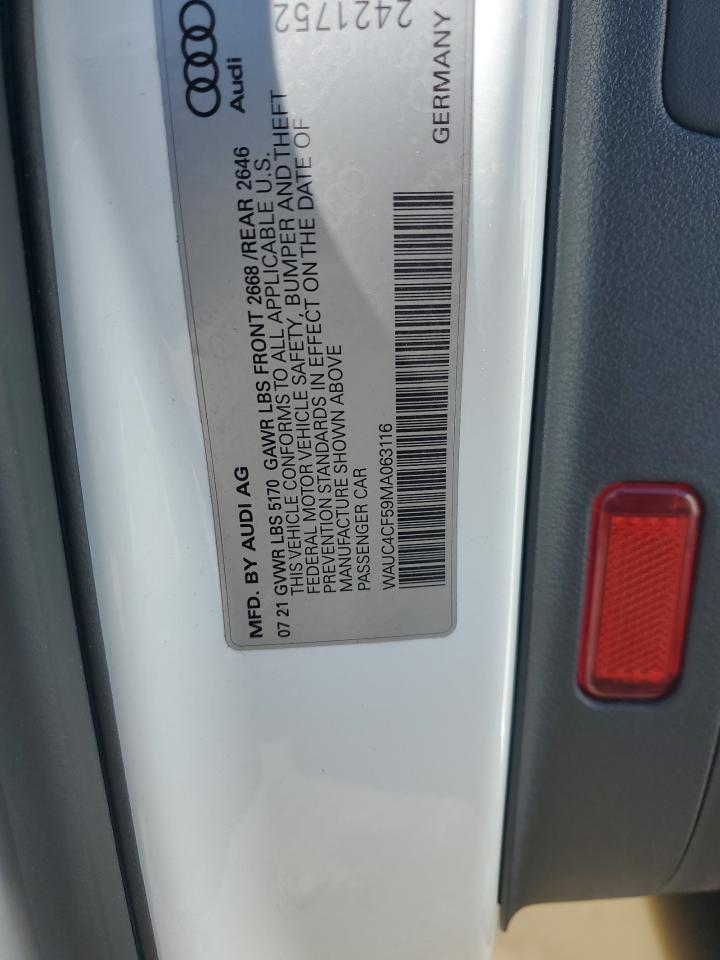 MFD. BY AUDI AG
Audi
07 21 GVWR LBS 5170 GAWR LBS FRONT 2668 /REAR 2646
THIS VEHICLE CONFORMS TO ALL APPLICABLE U.S.
FEDERAL MOTOR VEHICLE SAFETY, BUMPER AND THEFT
PREVENTION STANDARDS IN EFFECT ON THE DATE OF
MANUFACTURE SHOWN ABOVE
PASSENGER CAR
WAUC4CF59MA063116
2421752
GERMANY